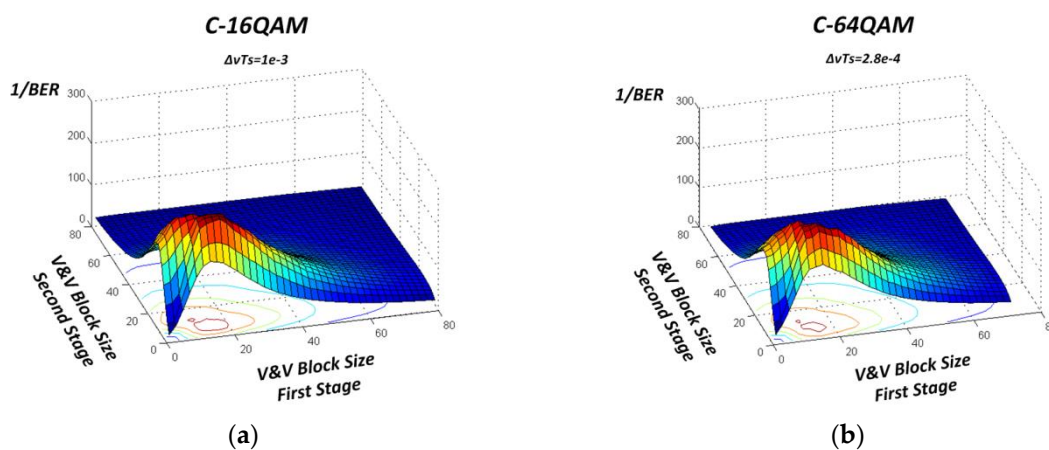 C-16QAM
ΔvTs=1e-3
1/BER
300
200
100
0
80
60
40
20
0
V&V Block Size
Second Stage
0
20
40
60
80
V&V Block Size
First Stage
(a)
C-64QAM
ΔvTs=2.8e-4
1/BER
300
200
100
0
80
60
40
20
0
V&V Block Size
Second Stage
0
20
40
60
80
V&V Block Size
First Stage
(b)